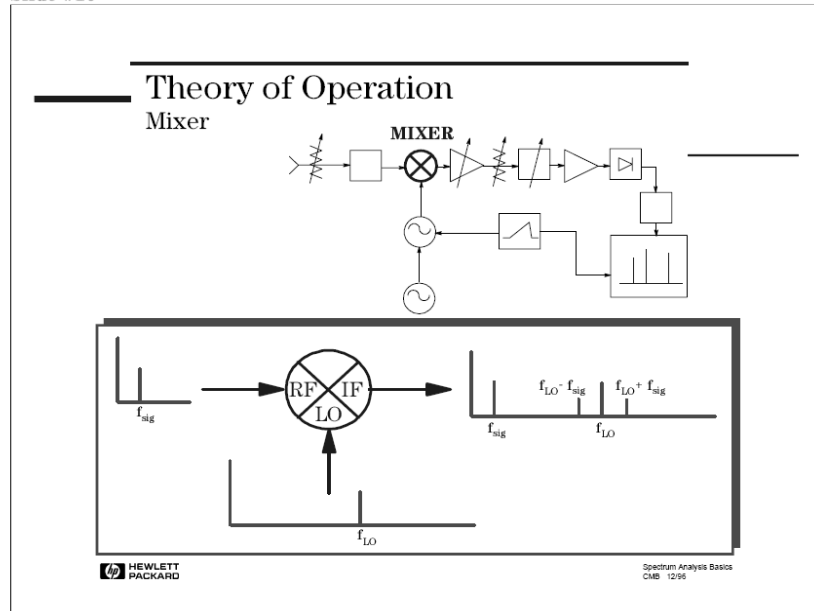 Theory of Operation
Mixer
MIXER
RF
IF
LO
f_sig
f_LO - f_sig
f_LO + f_sig
f_sig
f_LO
f_LO
hp HEWLETT
PACKARD
Spectrum Analysis Basics
CMB 12/96